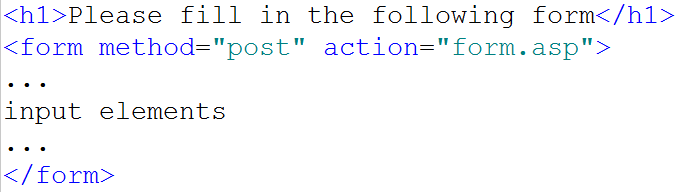 <h1>Please fill in the following form</h1>
<form method="post" action="form.asp">
...
input elements
...
</form>